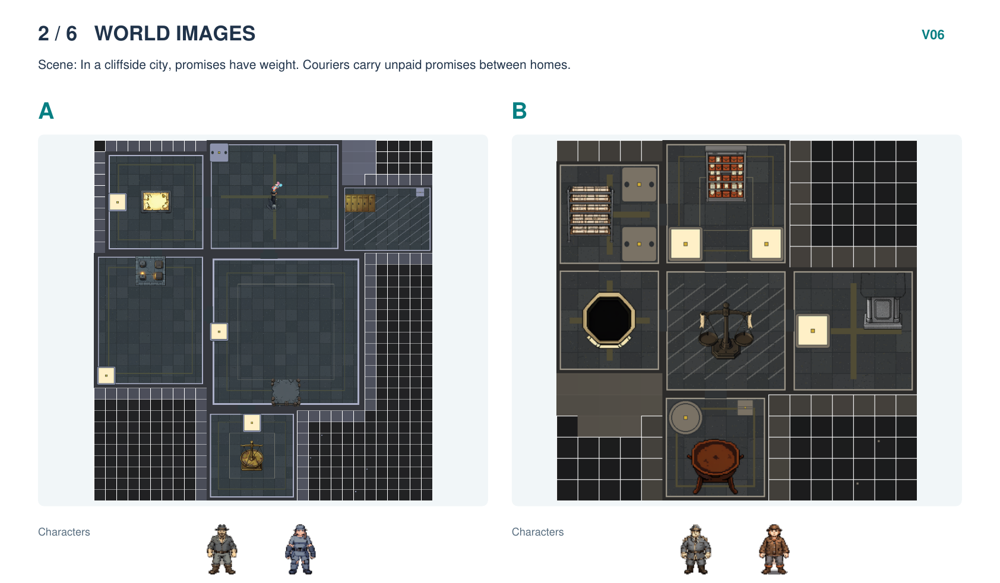 2 / 6 WORLD IMAGES
V06
Scene: In a cliffside city, promises have weight. Couriers carry unpaid promises between homes.
A
B
Characters
Characters